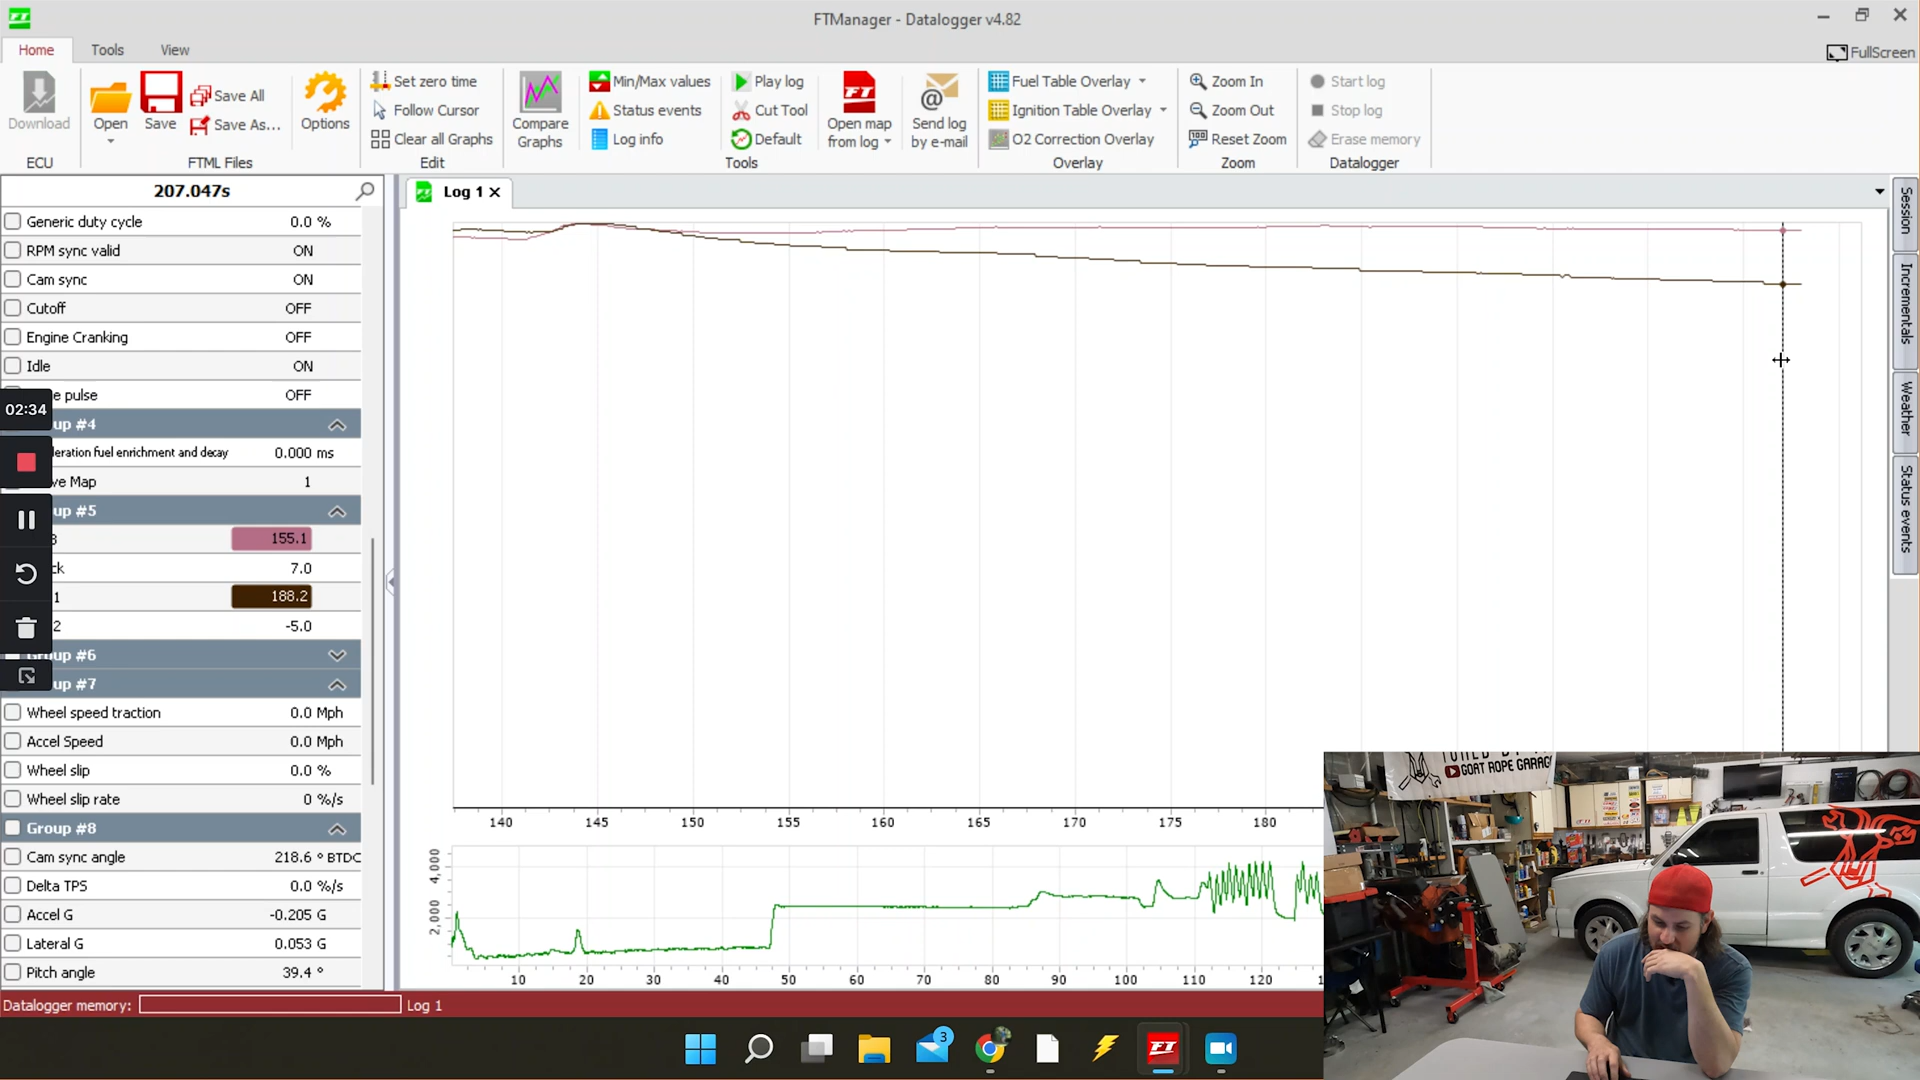 FTManager - Datalogger v4.82
Home
Tools
View
FullScreen
Download
Open
Save
Save All
Save As...
Options
Set zero time
Follow Cursor
Clear all Graphs
Compare
Graphs
Min/Max values
Status events
Log info
Play log
Cut Tool
Default
Open map
from log
Send log
by e-mail
Fuel Table Overlay
Ignition Table Overlay
O2 Correction Overlay
Zoom In
Zoom Out
Reset Zoom
Start log
Stop log
Erase memory
ECU
FTML Files
Edit
Tools
Overlay
Zoom
Datalogger
207.047s
Log 1
Generic duty cycle 0.0 %
RPM sync valid ON
Cam sync ON
Cutoff OFF
Engine Cranking OFF
Idle ON
e pulse OFF
02:34
up #4
leration fuel enrichment and decay 0.000 ms
ve Map 1
up #5
3 155.1
ck 7.0
1 188.2
2 -5.0
Group #6
up #7
Wheel speed traction 0.0 Mph
Accel Speed 0.0 Mph
Wheel slip 0.0 %
Wheel slip rate 0 %/s
Group #8
Cam sync angle 218.6 ° BTDC
Delta TPS 0.0 %/s
Accel G -0.205 G
Lateral G 0.053 G
Pitch angle 39.4 °
140 145 150 155 160 165 170 175 180
4,000
2,000
10 20 30 40 50 60 70 80 90 100 110 120
Session
Incrementals
Weather
Status events
TUNED BY
GOAT ROPE GARAGE
Datalogger memory:
Log 1
3
FT